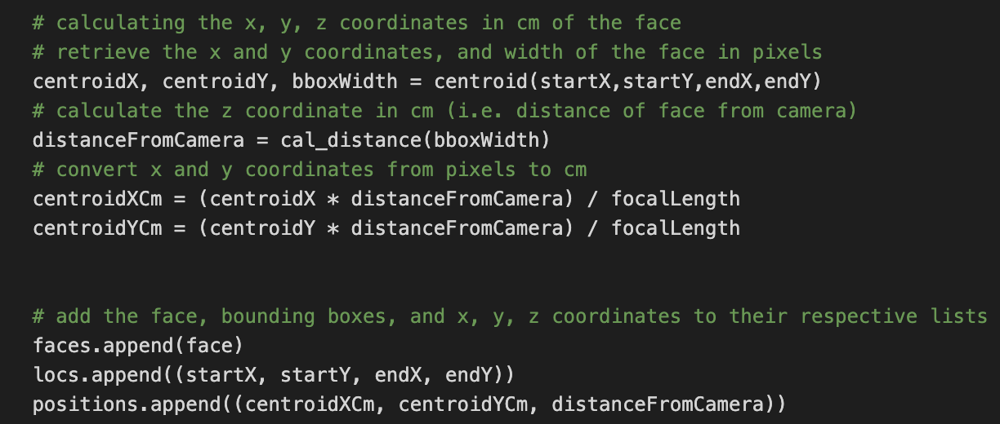 # calculating the x, y, z coordinates in cm of the face
# retrieve the x and y coordinates, and width of the face in pixels
centroidX, centroidY, bboxWidth = centroid(startX,startY,endX,endY)
# calculate the z coordinate in cm (i.e. distance of face from camera)
distanceFromCamera = cal_distance(bboxWidth)
# convert x and y coordinates from pixels to cm
centroidXCm = (centroidX * distanceFromCamera) / focalLength
centroidYCm = (centroidY * distanceFromCamera) / focalLength
# add the face, bounding boxes, and x, y, z coordinates to their respective lists
faces.append(face)
locs.append((startX, startY, endX, endY))
positions.append((centroidXCm, centroidYCm, distanceFromCamera))